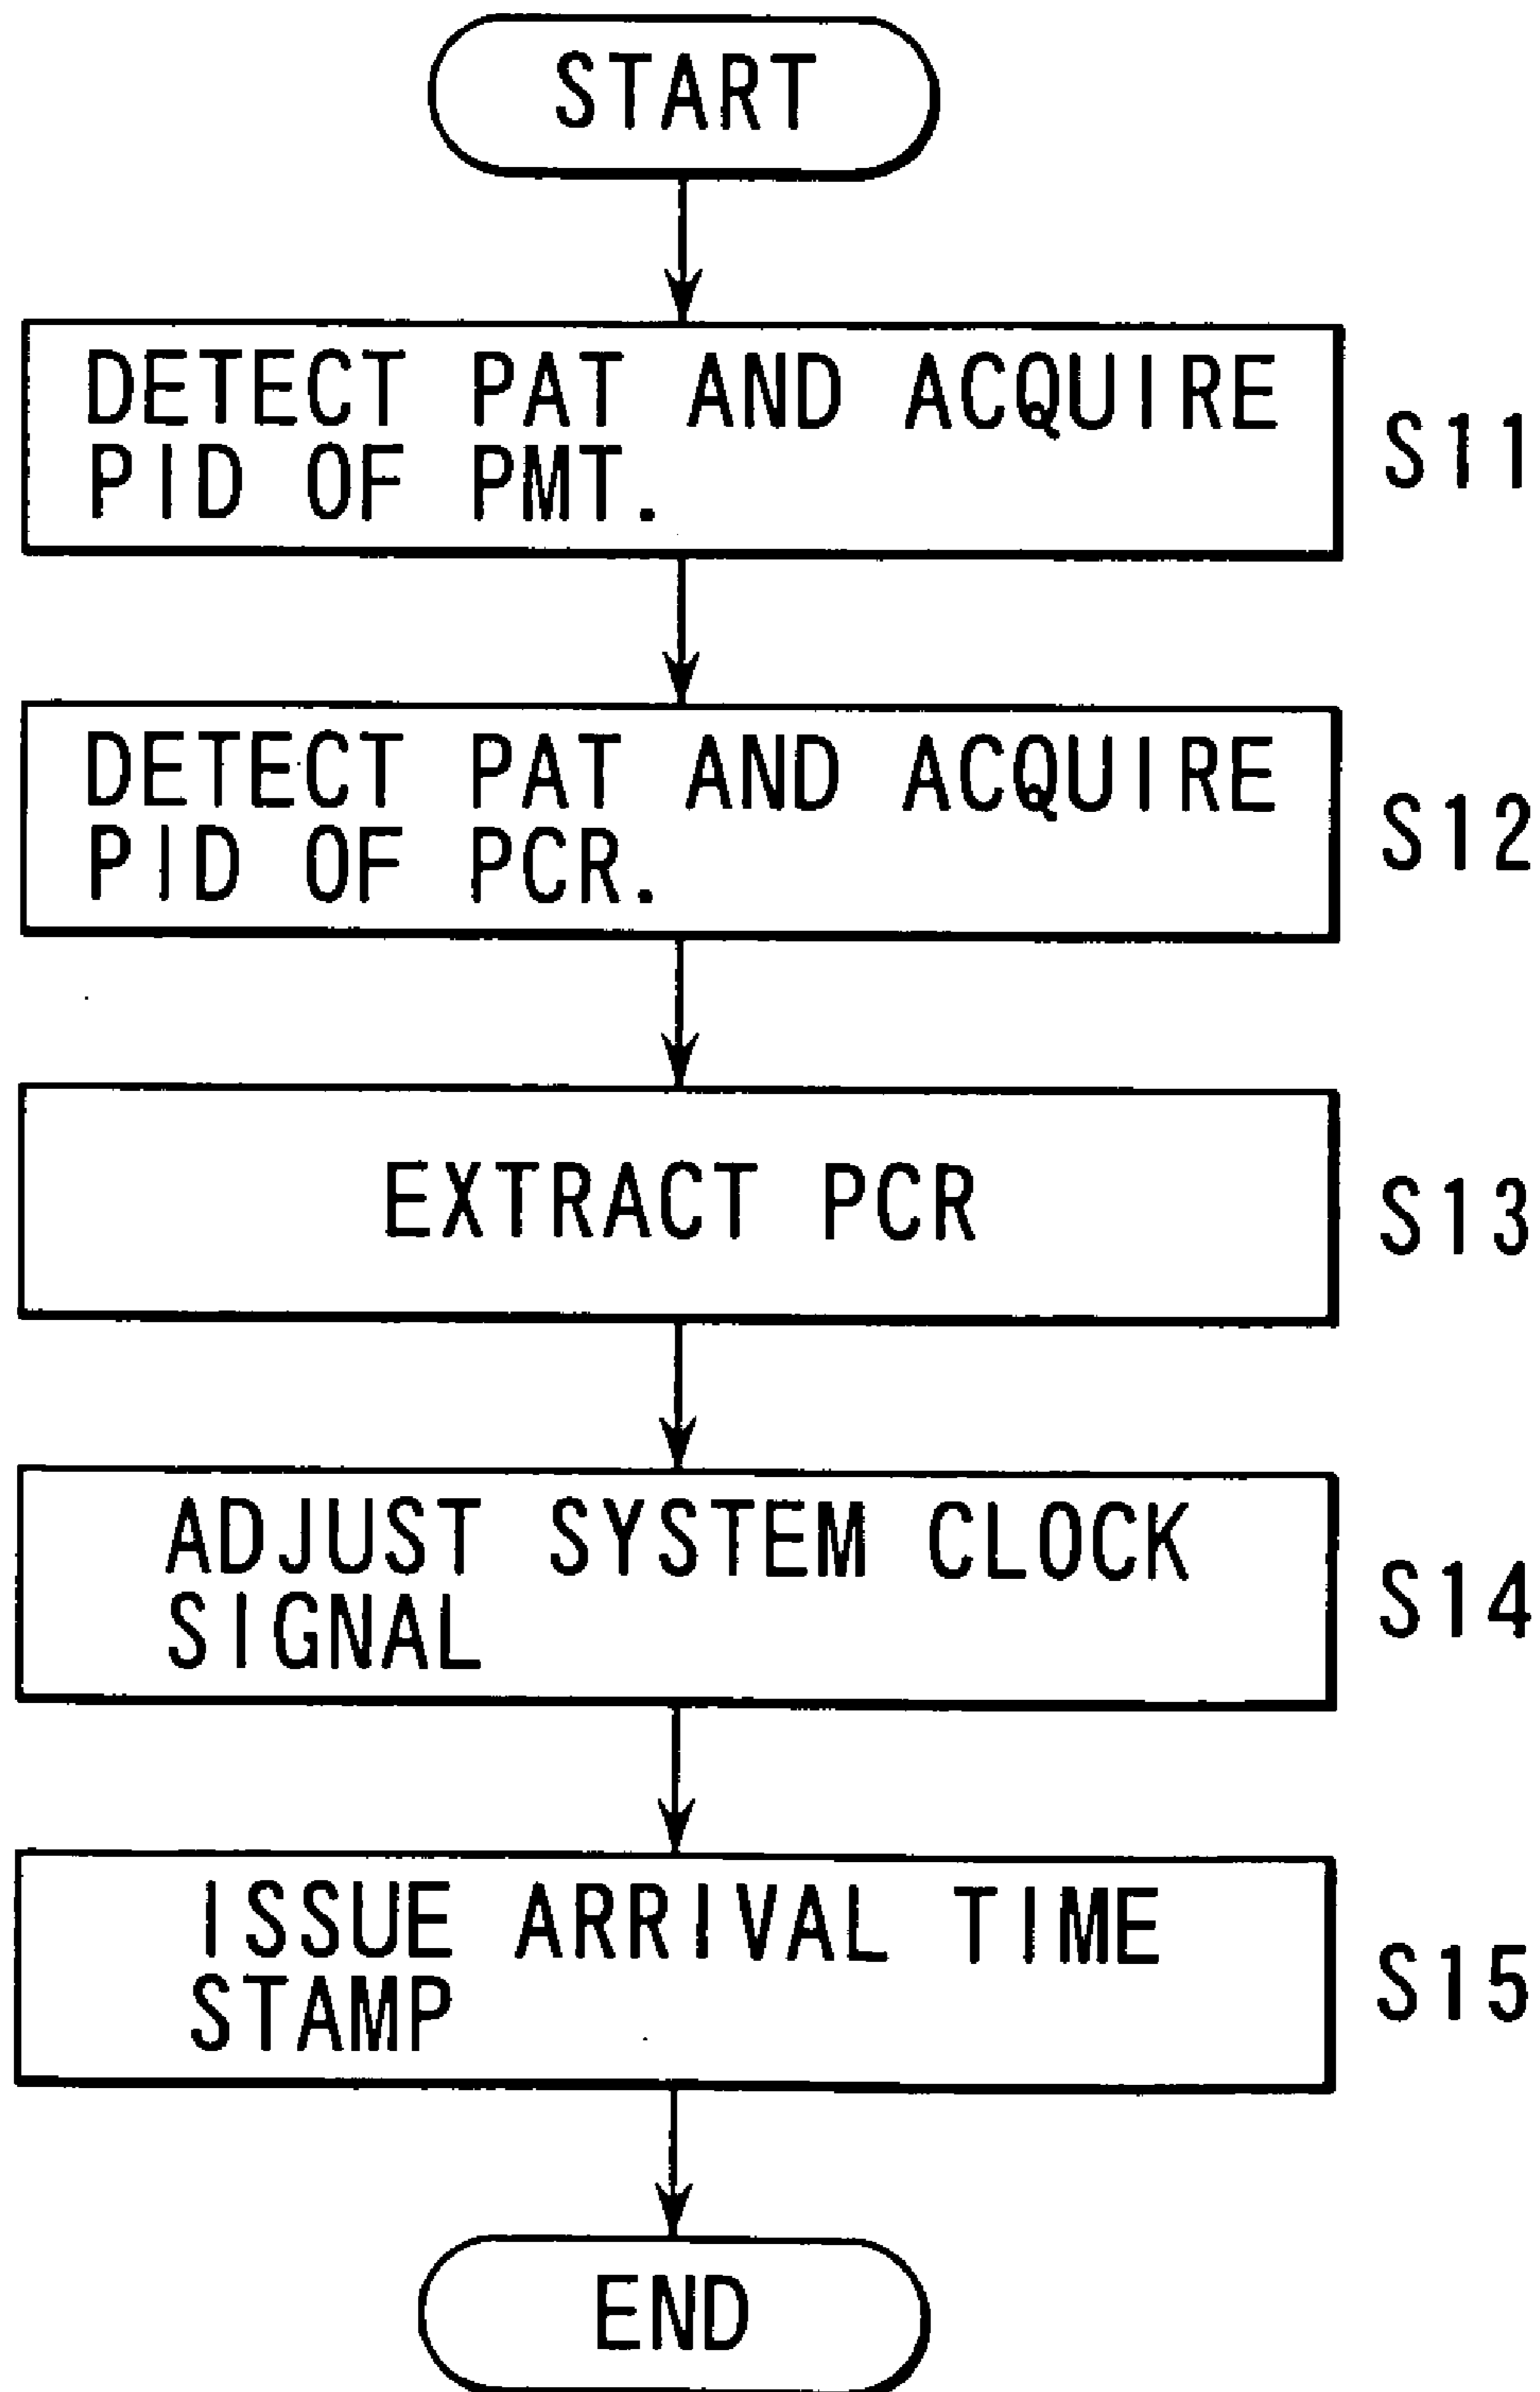 START
DETECT PAT AND ACQUIRE
PID OF PMT.
S11
DETECT PAT AND ACQUIRE
PID OF PCR.
S12
EXTRACT PCR
S13
ADJUST SYSTEM CLOCK
SIGNAL
S14
ISSUE ARRIVAL TIME
STAMP
S15
END